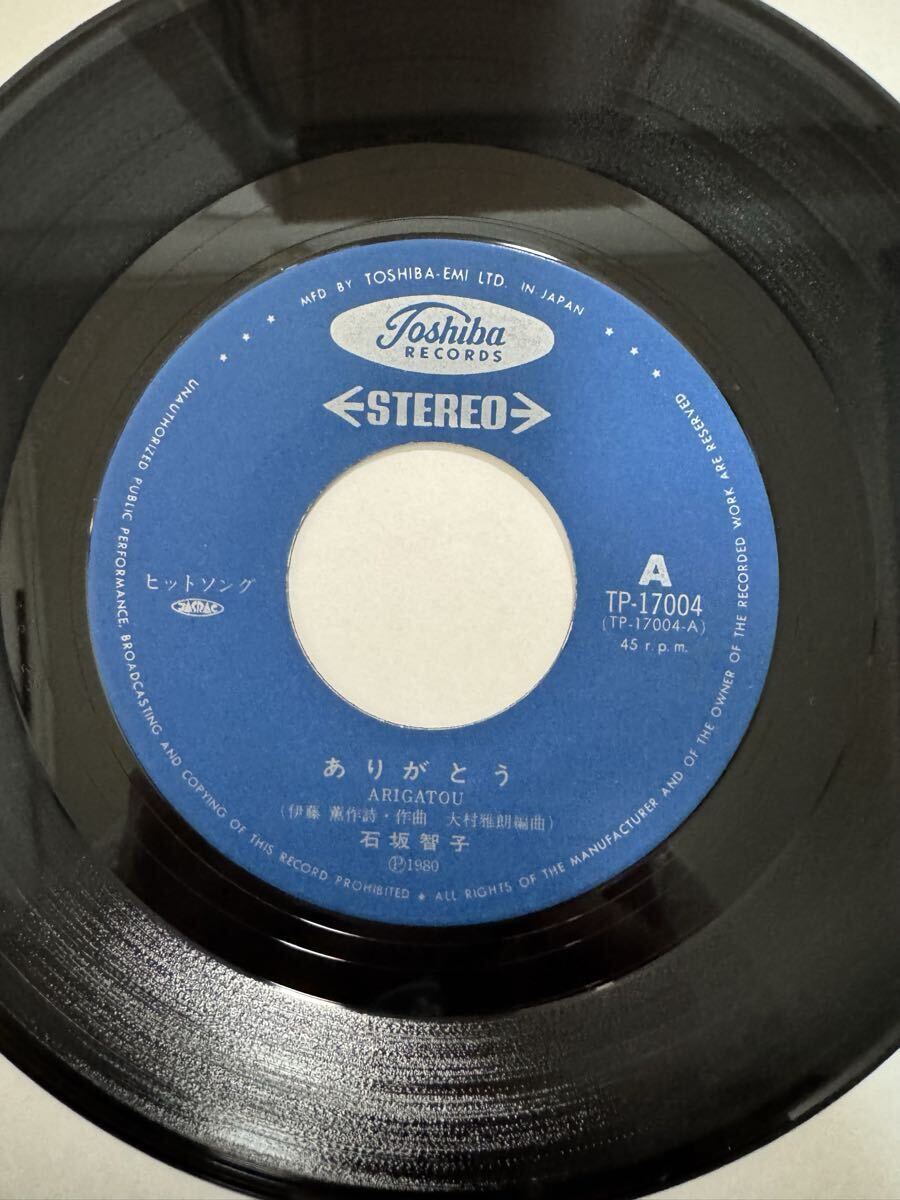 ★ ★ ★ MFD BY TOSHIBA-EMI LTD. IN JAPAN ★ ★ ★
Toshiba
RECORDS
STEREO
ヒットソング
JASRAC
A
TP-17004
(TP-17004-A)
45 r.p.m.
ありがとう
ARIGATOU
(伊藤 薫作詩・作曲 大村雅朗編曲)
石坂智子
Ⓟ1980
UNAUTHORIZED PUBLIC PERFORMANCE, BROADCASTING AND COPYING OF THIS RECORD PROHIBITED ★ ALL RIGHTS OF THE MANUFACTURER AND OF THE OWNER OF THE RECORDED WORK ARE RESERVED